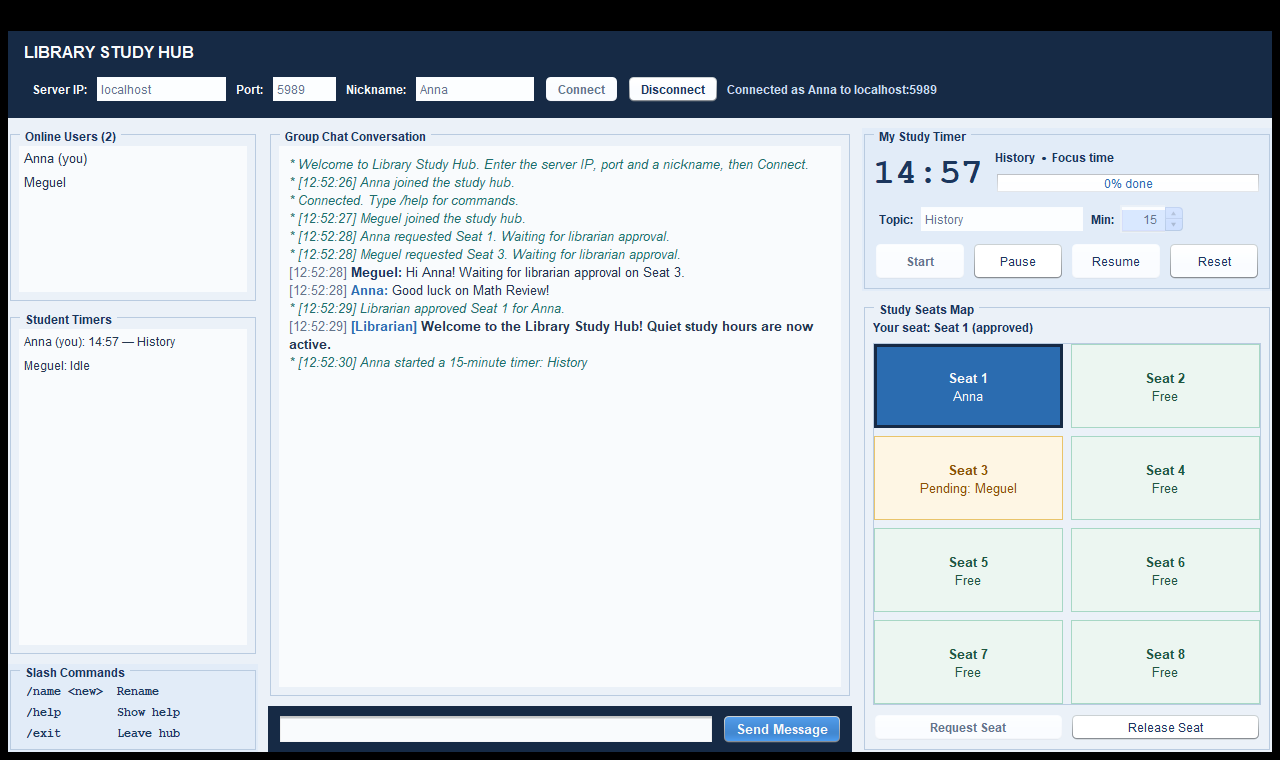 LIBRARY STUDY HUB
Server IP: localhost Port: 5989 Nickname: Anna Connect Disconnect Connected as Anna to localhost:5989
Online Users (2)
Anna (you)
Meguel
Student Timers
Anna (you): 14:57 — History
Meguel: Idle
Slash Commands
/name <new> Rename
/help Show help
/exit Leave hub
Group Chat Conversation
* Welcome to Library Study Hub. Enter the server IP, port and a nickname, then Connect.
* [12:52:26] Anna joined the study hub.
* Connected. Type /help for commands.
* [12:52:27] Meguel joined the study hub.
* [12:52:28] Anna requested Seat 1. Waiting for librarian approval.
* [12:52:28] Meguel requested Seat 3. Waiting for librarian approval.
[12:52:28] Meguel: Hi Anna! Waiting for librarian approval on Seat 3.
[12:52:28] Anna: Good luck on Math Review!
* [12:52:29] Librarian approved Seat 1 for Anna.
[12:52:29] [Librarian] Welcome to the Library Study Hub! Quiet study hours are now
active.
* [12:52:30] Anna started a 15-minute timer: History
Send Message
My Study Timer
14:57
History • Focus time
0% done
Topic: History Min: 15
Start Pause Resume Reset
Study Seats Map
Your seat: Seat 1 (approved)
Seat 1
Anna
Seat 2
Free
Seat 3
Pending: Meguel
Seat 4
Free
Seat 5
Free
Seat 6
Free
Seat 7
Free
Seat 8
Free
Request Seat Release Seat